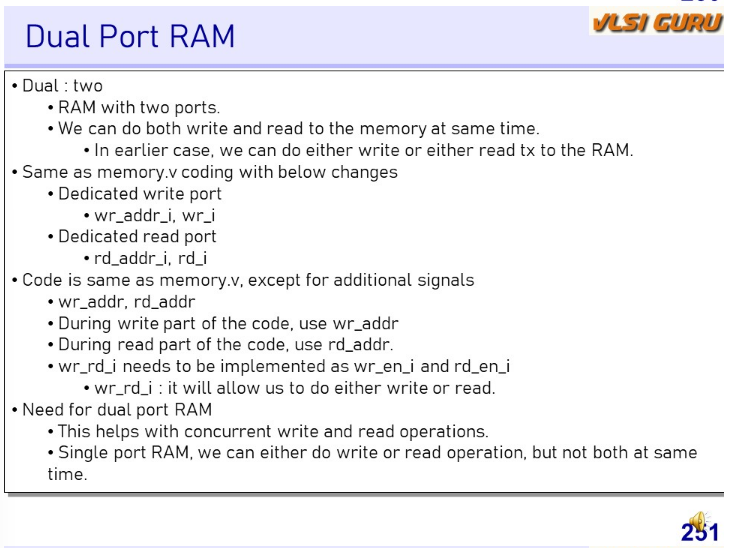 Dual Port RAM
VLSI GURU
• Dual : two
• RAM with two ports.
• We can do both write and read to the memory at same time.
• In earlier case, we can do either write or either read tx to the RAM.
• Same as memory.v coding with below changes
• Dedicated write port
• wr_addr_i, wr_i
• Dedicated read port
• rd_addr_i, rd_i
• Code is same as memory.v, except for additional signals
• wr_addr, rd_addr
• During write part of the code, use wr_addr
• During read part of the code, use rd_addr.
• wr_rd_i needs to be implemented as wr_en_i and rd_en_i
• wr_rd_i : it will allow us to do either write or read.
• Need for dual port RAM
• This helps with concurrent write and read operations.
• Single port RAM, we can either do write or read operation, but not both at same
time.
251